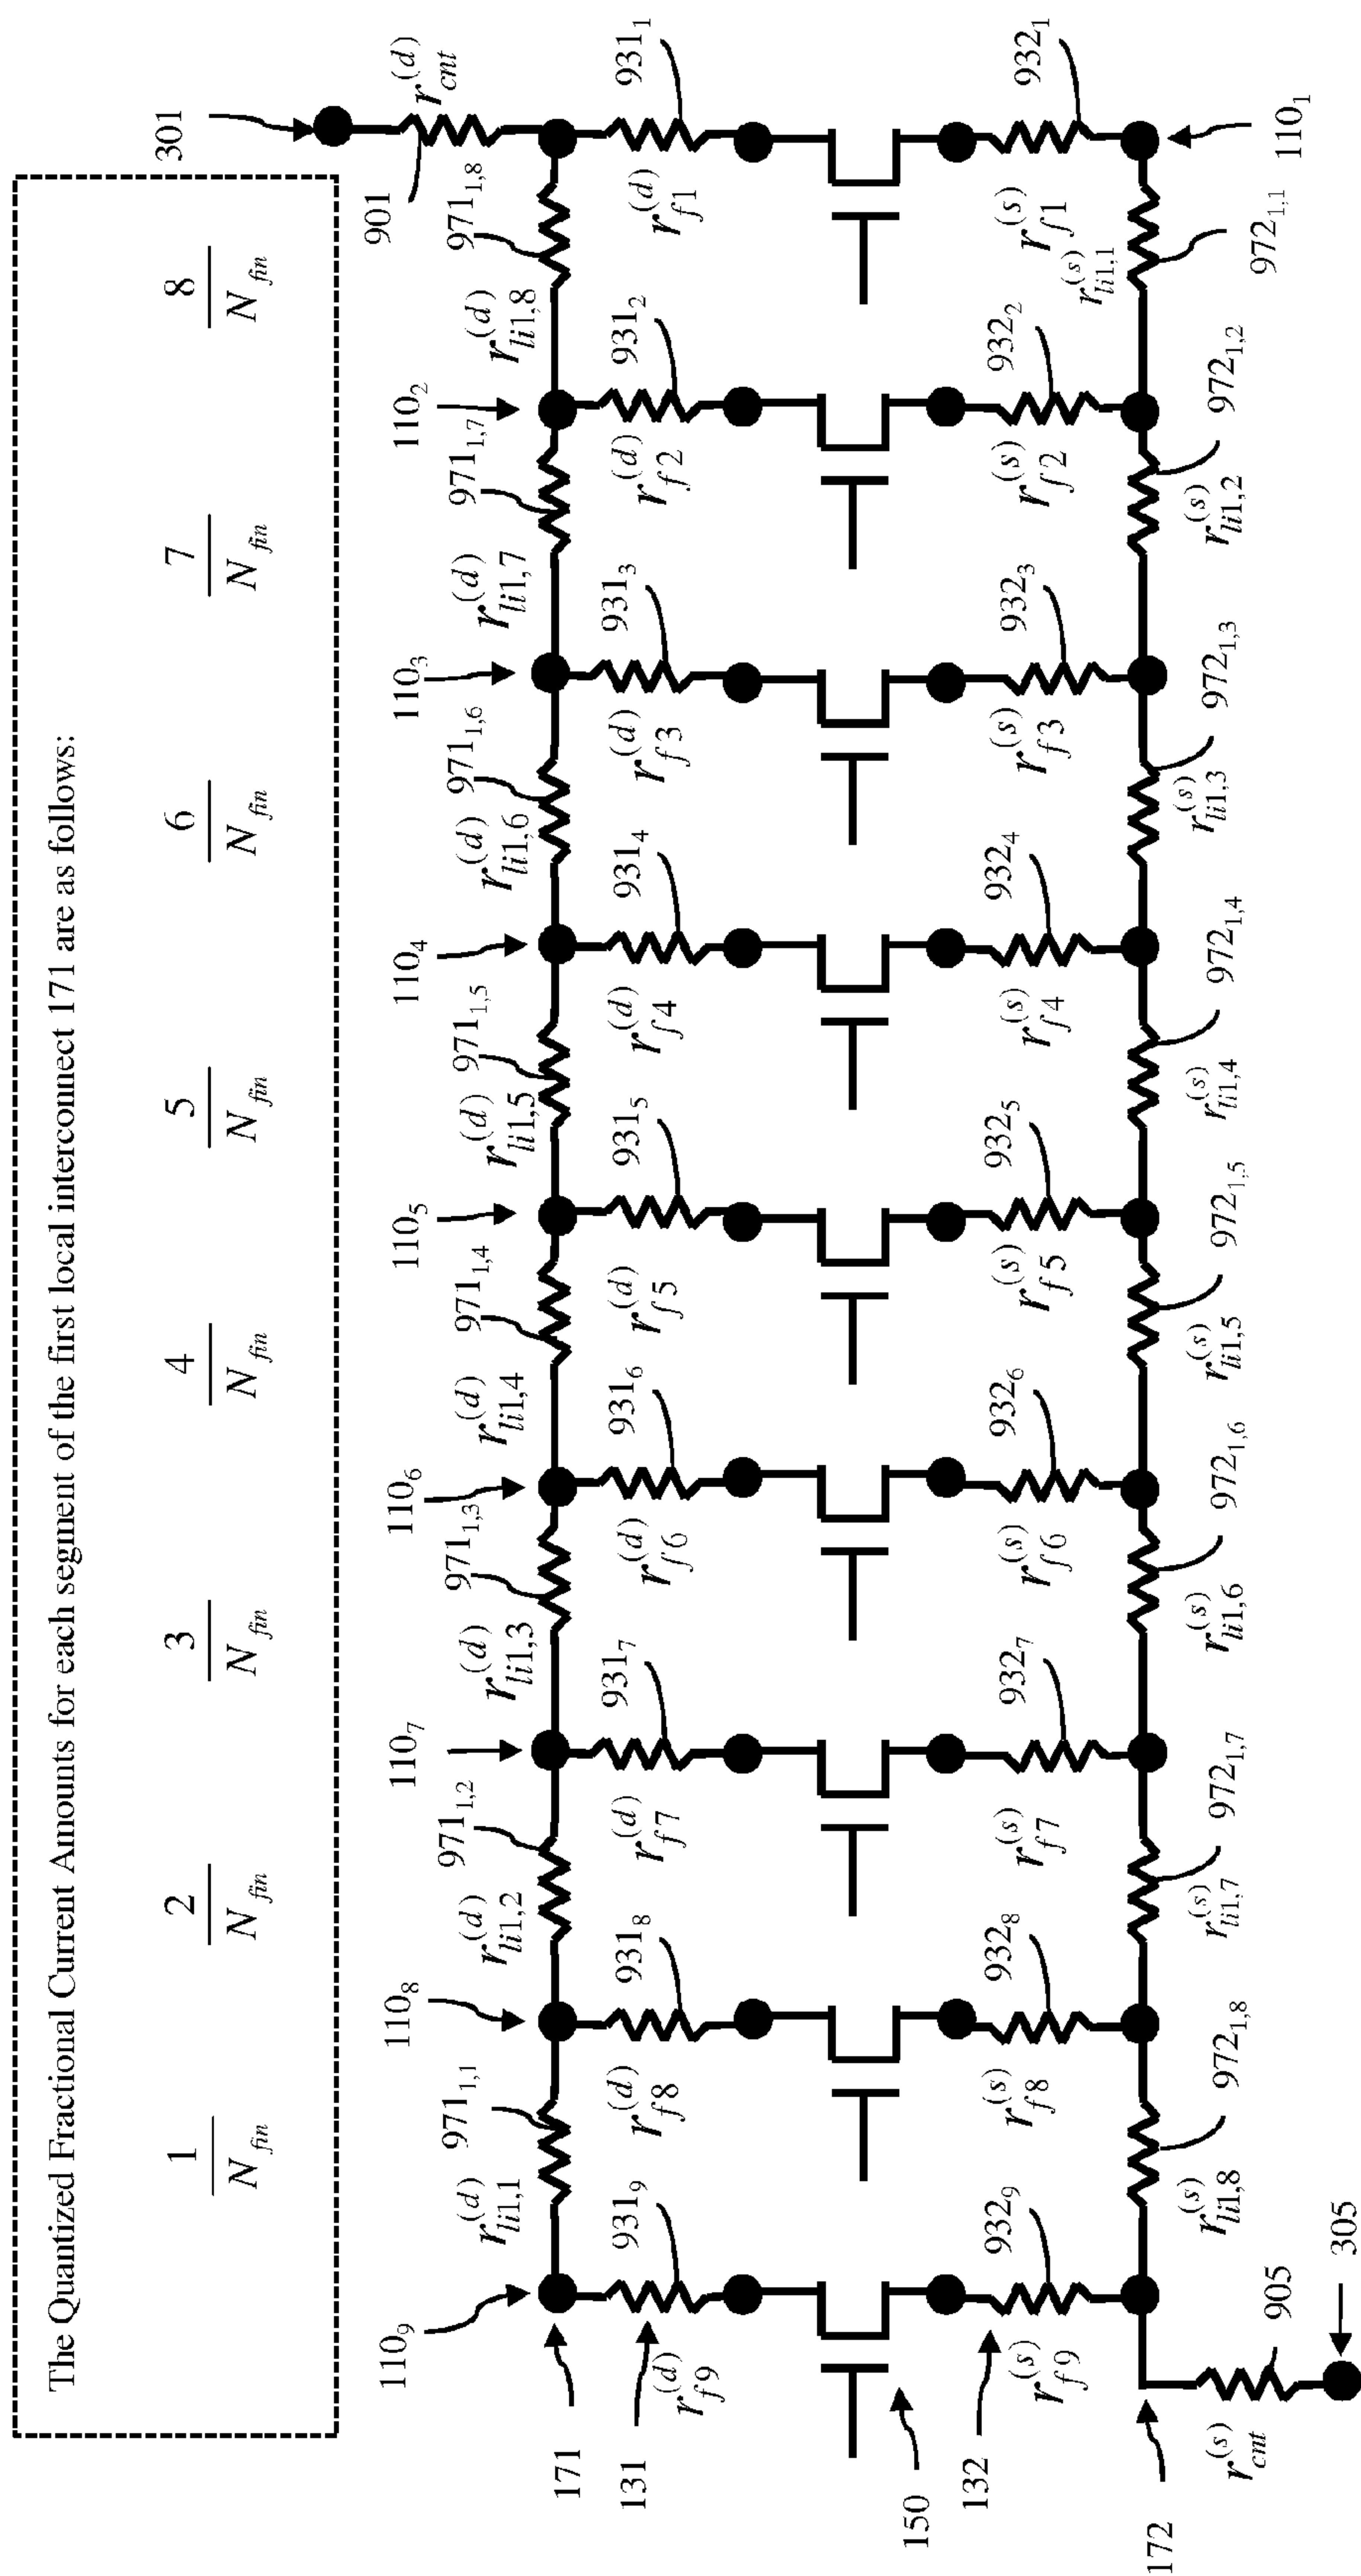 The Quantized Fractional Current Amounts for each segment of the first local interconnect 171 are as follows:
1/N_fin 2/N_fin 3/N_fin 4/N_fin 5/N_fin 6/N_fin 7/N_fin 8/N_fin
301
901 r_cnt^(d)
110_9 110_8 110_7 110_6 110_5 110_4 110_3 110_2
971_1,1 971_1,2 971_1,3 971_1,4 971_1,5 971_1,6 971_1,7 971_1,8
r_li1,1^(d) r_li1,2^(d) r_li1,3^(d) r_li1,4^(d) r_li1,5^(d) r_li1,6^(d) r_li1,7^(d) r_li1,8^(d)
171
931_9 931_8 931_7 931_6 931_5 931_4 931_3 931_2 931_1
131
r_f9^(d) r_f8^(d) r_f7^(d) r_f6^(d) r_f5^(d) r_f4^(d) r_f3^(d) r_f2^(d) r_f1^(d)
150
932_9 932_8 932_7 932_6 932_5 932_4 932_3 932_2 932_1
132
r_f9^(s) r_f8^(s) r_f7^(s) r_f6^(s) r_f5^(s) r_f4^(s) r_f3^(s) r_f2^(s) r_f1^(s)
172
r_li1,8^(s) r_li1,7^(s) r_li1,6^(s) r_li1,5^(s) r_li1,4^(s) r_li1,3^(s) r_li1,2^(s) r_li1,1^(s)
972_1,8 972_1,7 972_1,6 972_1,5 972_1,4 972_1,3 972_1,2 972_1,1
110_1
r_cnt^(s) 905
305